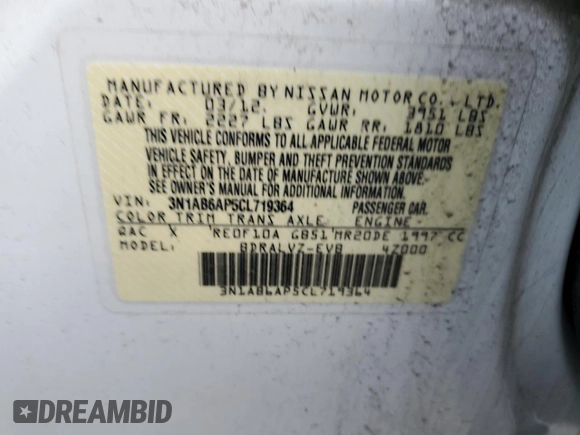 MANUFACTURED BY NISSAN MOTOR CO., LTD.
DATE: 03/12 GVWR: 3951 LBS
GAWR FR: 2227 LBS GAWR RR: 1810 LBS
THIS VEHICLE CONFORMS TO ALL APPLICABLE FEDERAL MOTOR
VEHICLE SAFETY, BUMPER AND THEFT PREVENTION STANDARDS
IN EFFECT ON THE DATE OF MANUFACTURE SHOWN ABOVE.
SEE OWNER'S MANUAL FOR ADDITIONAL INFORMATION.
VIN: 3N1AB6AP5CL719364 PASSENGER CAR.
COLOR TRIM TRANS AXLE ENGINE
QAC X RE0F10A GB51 MR20DE 1997 CC
MODEL: BDRALVZ-EVB 4Z000
3N1AB6AP5CL719364
DREAMBID